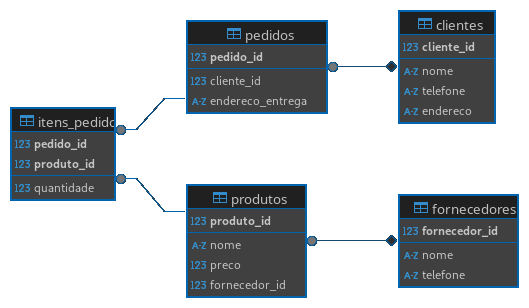 pedidos
123 pedido_id
123 cliente_id
A-Z endereco_entrega
clientes
123 cliente_id
A-Z nome
A-Z telefone
A-Z endereco
itens_pedido
123 pedido_id
123 produto_id
123 quantidade
produtos
123 produto_id
A-Z nome
123 preco
123 fornecedor_id
fornecedores
123 fornecedor_id
A-Z nome
A-Z telefone